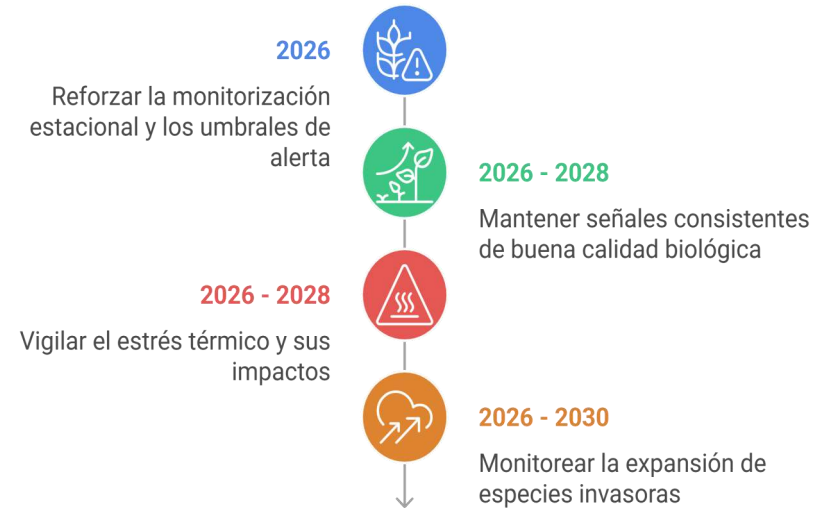 2026
Reforzar la monitorización
estacional y los umbrales de
alerta
2026 - 2028
Mantener señales consistentes
de buena calidad biológica
2026 - 2028
Vigilar el estrés térmico y sus
impactos
2026 - 2030
Monitorear la expansión de
especies invasoras